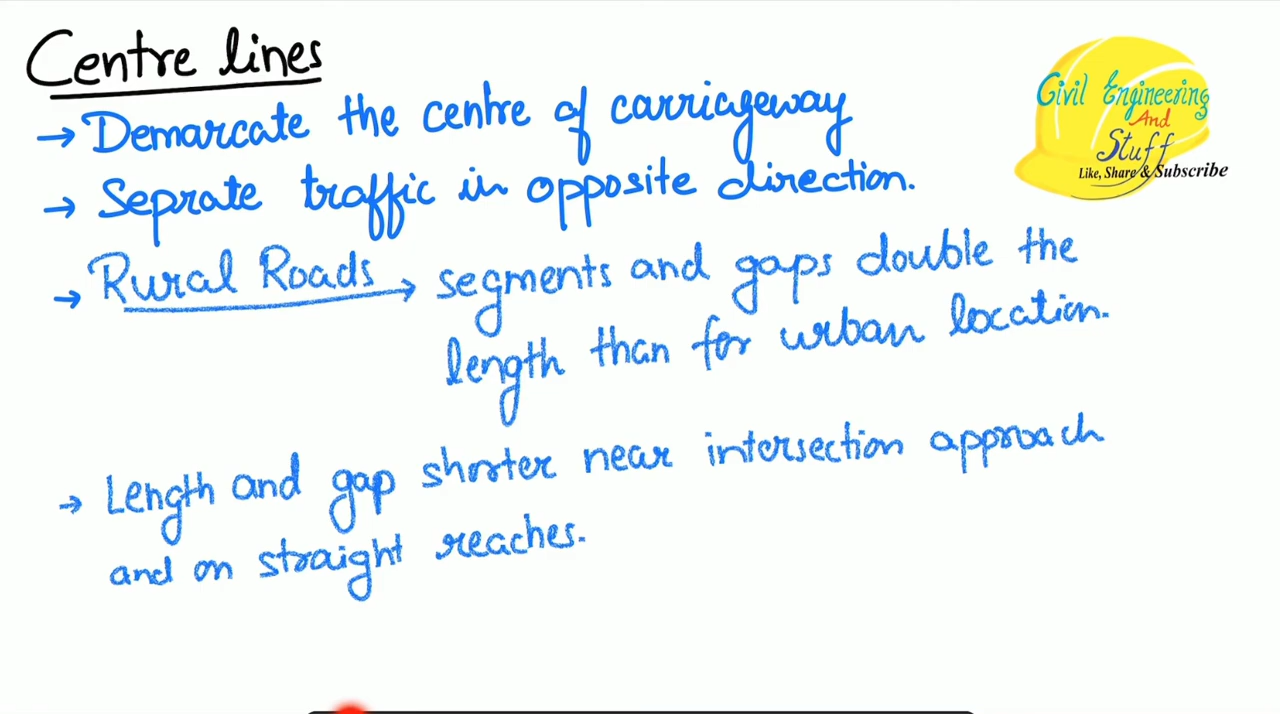 Centre lines
→ Demarcate the centre of carriageway
→ Seprate traffic in opposite direction.
→ Rural Roads → segments and gaps double the
length than for urban location.
→ Length and gap shorter near intersection approach
and on straight reaches.
Civil Engineering
And
Stuff
Like, Share & Subscribe